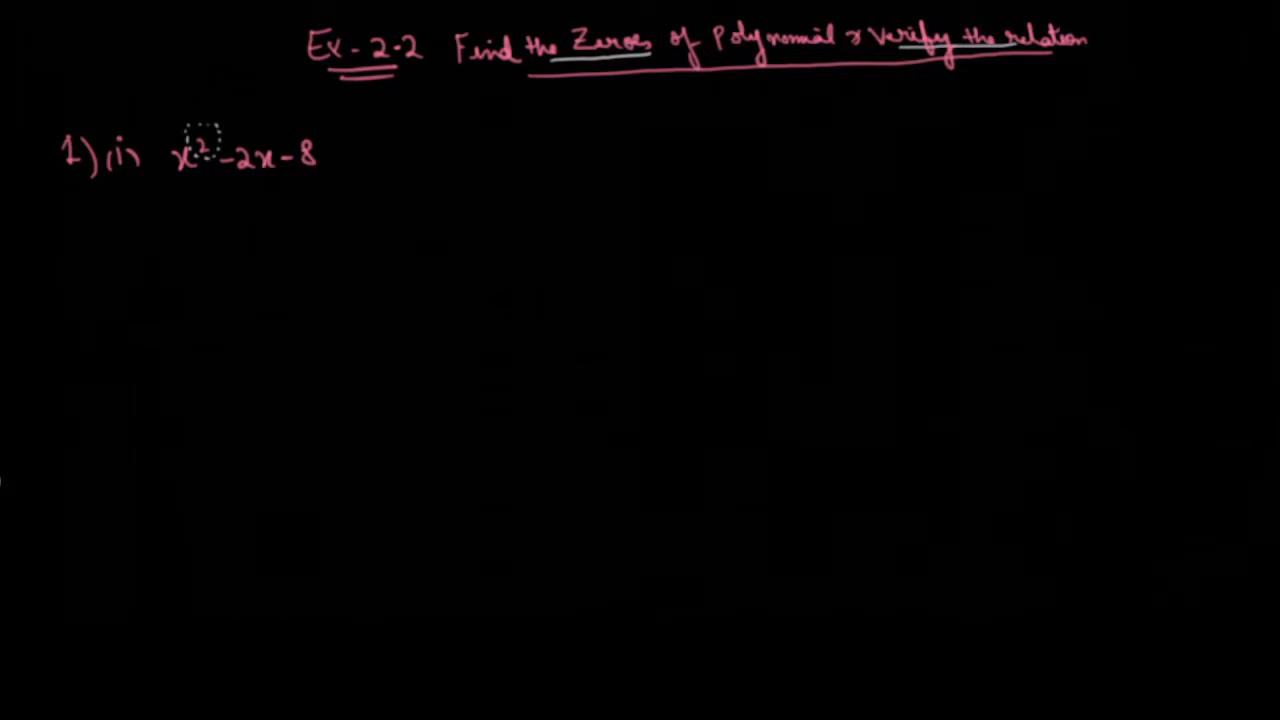 Ex - 2.2 Find the Zeroes of Polynomial & Verify the relation
1) (i) x² - 2x - 8